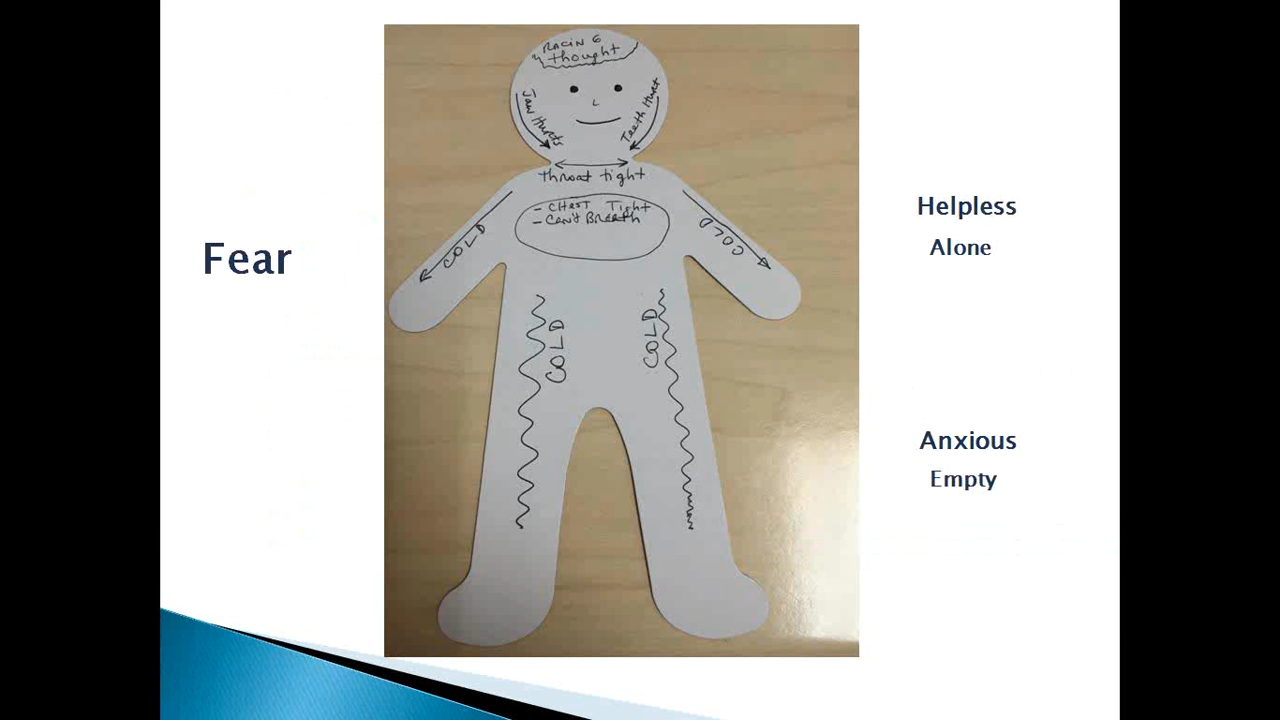 RACING
thought
Jaw Hurts
Teeth Hurt
throat tight
- CHEST Tight
- Can't Breath
COLD
COLD
COLD
COLD
Fear
Helpless
Alone
Anxious
Empty